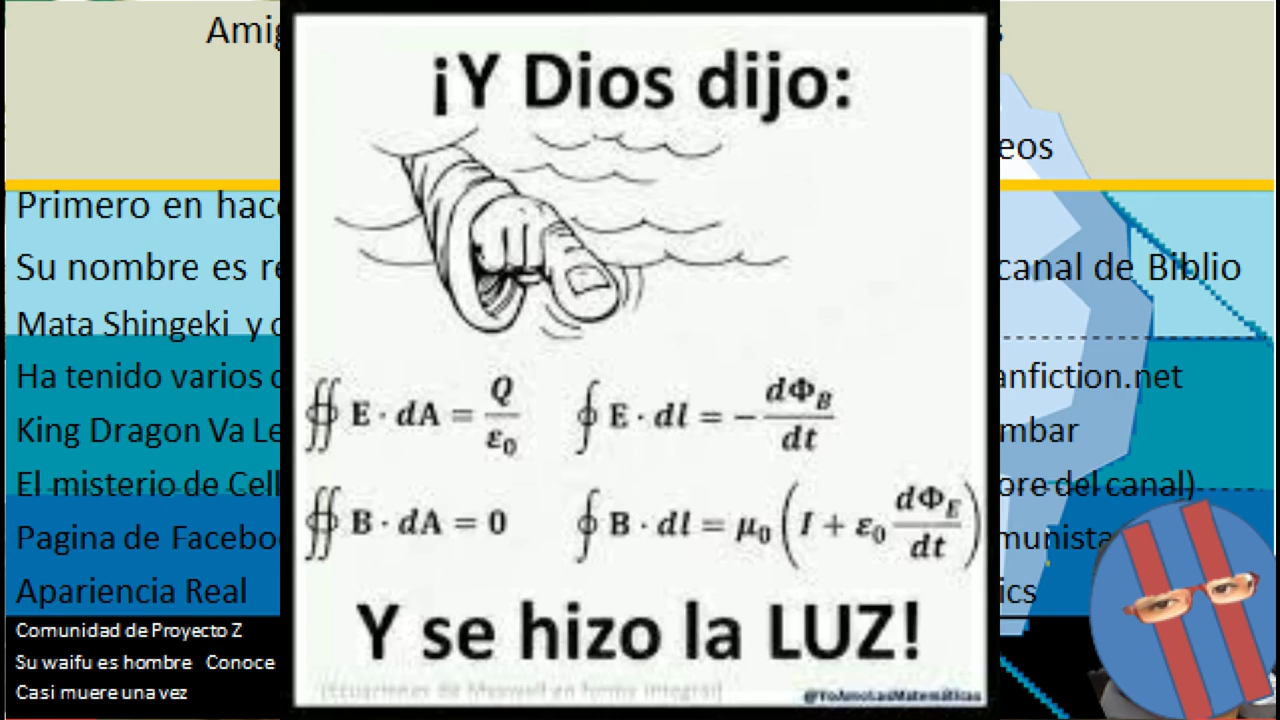 Amig
s
eos
Primero en hace
Su nombre es re
canal de Biblio
Mata Shingeki y
Ha tenido varios
anfiction.net
King Dragon Va Le
mbar
El misterio de Cell
ore del canal)
Pagina de Facebo
munista
Apariencia Real
ics
Comunidad de Proyecto Z
Su waifu es hombre Conoce
Casi muere una vez
¡Y Dios dijo:
∯ E · dA = Q/ε₀ ∮ E · dl = − dΦ_B/dt
∯ B · dA = 0 ∮ B · dl = μ₀ (I + ε₀ dΦ_E/dt)
Y se hizo la LUZ!
(Ecuaciones de Maxwell en forma integral)
@YoAmoLasMatemáticas